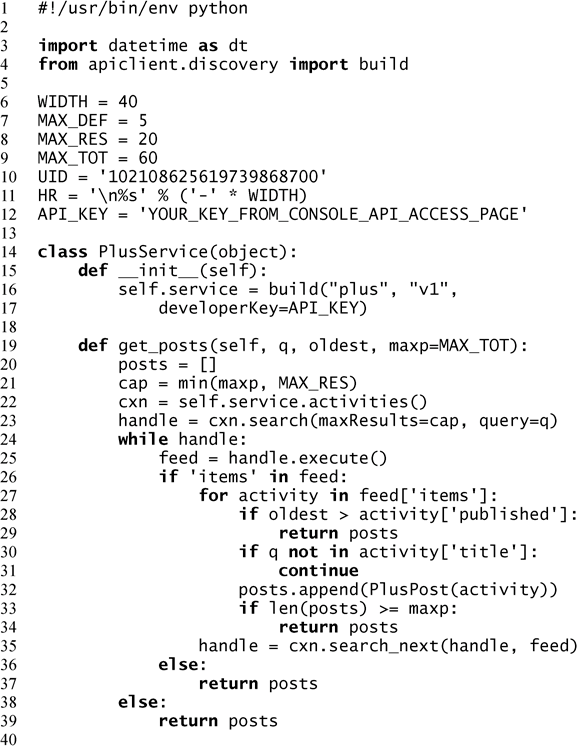 1 #!/usr/bin/env python
2
3 import datetime as dt
4 from apiclient.discovery import build
5
6 WIDTH = 40
7 MAX_DEF = 5
8 MAX_RES = 20
9 MAX_TOT = 60
10 UID = '102108625619739868700'
11 HR = '\n%s' % ('-' * WIDTH)
12 API_KEY = 'YOUR_KEY_FROM_CONSOLE_API_ACCESS_PAGE'
13
14 class PlusService(object):
15     def __init__(self):
16         self.service = build("plus", "v1",
17             developerKey=API_KEY)
18
19     def get_posts(self, q, oldest, maxp=MAX_TOT):
20         posts = []
21         cap = min(maxp, MAX_RES)
22         cxn = self.service.activities()
23         handle = cxn.search(maxResults=cap, query=q)
24         while handle:
25             feed = handle.execute()
26             if 'items' in feed:
27                 for activity in feed['items']:
28                     if oldest > activity['published']:
29                         return posts
30                     if q not in activity['title']:
31                         continue
32                     posts.append(PlusPost(activity))
33                     if len(posts) >= maxp:
34                         return posts
35                 handle = cxn.search_next(handle, feed)
36             else:
37                 return posts
38         else:
39             return posts
40